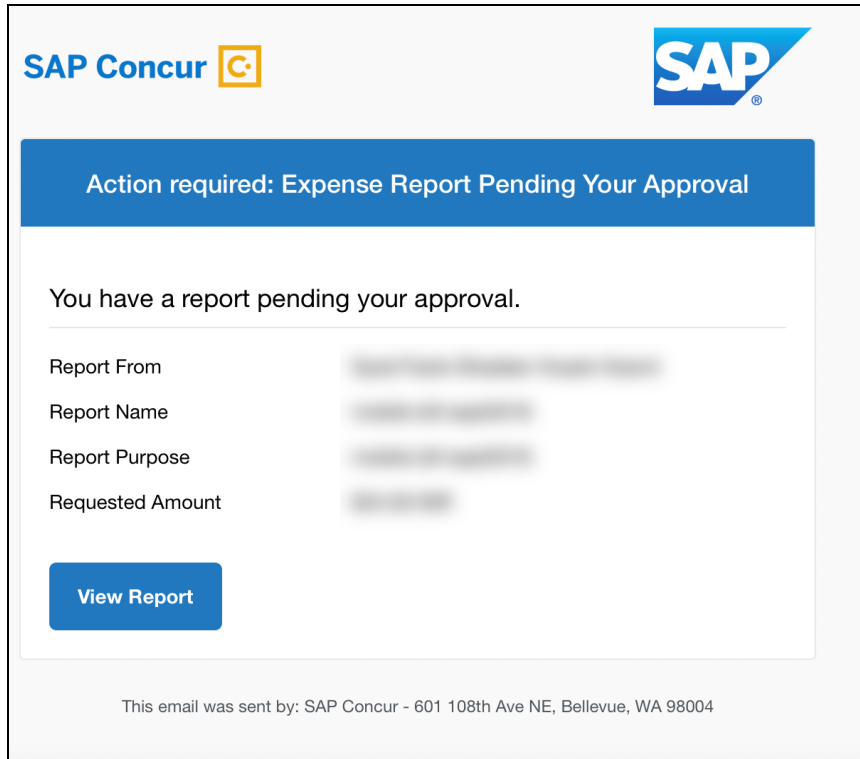 SAP Concur C
SAP
®
Action required: Expense Report Pending Your Approval
You have a report pending your approval.
Report From
Report Name
Report Purpose
Requested Amount
View Report
This email was sent by: SAP Concur - 601 108th Ave NE, Bellevue, WA 98004